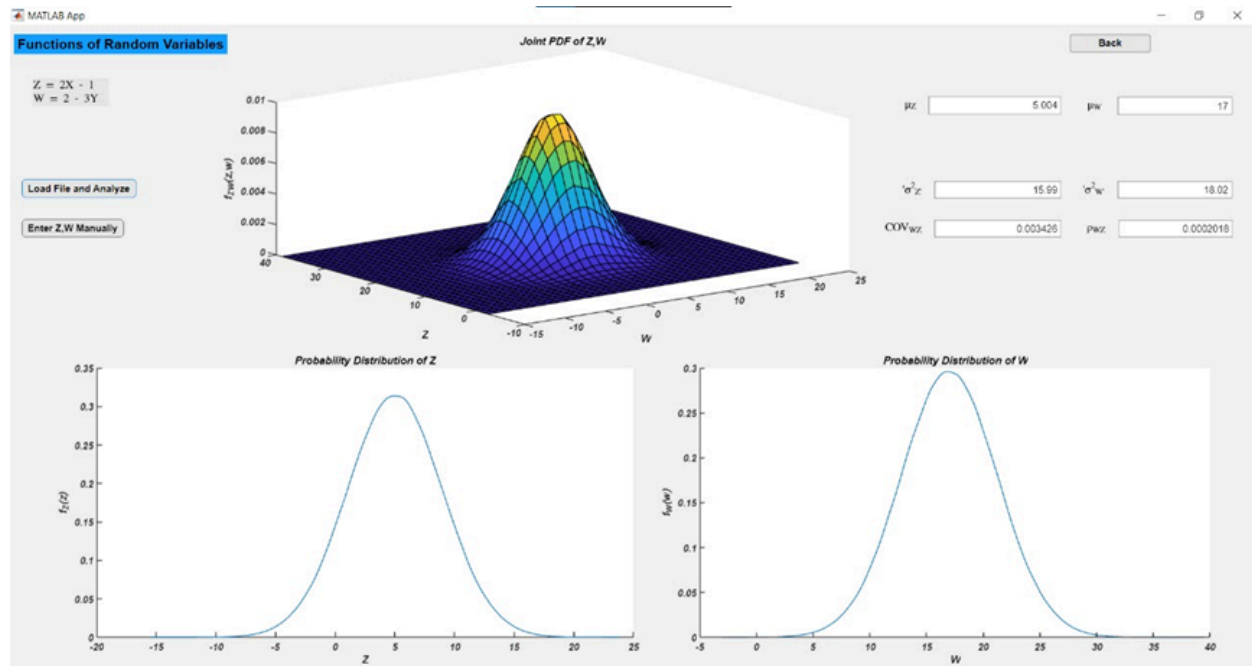 MATLAB App
Functions of Random Variables
Joint PDF of Z,W
Back
Z = 2X - 1
W = 2 - 3Y
Load File and Analyze
Enter Z,W Manually
μZ 5.004 μW 17
'σ²Z 15.99 'σ²W 18.02
COVWZ 0.003426 ρWZ 0.0002018
fZW(z,w)
0.01
0.008
0.006
0.004
0.002
0
40 30 20 10 0 -10
Z
-15 -10 -5 0 5 10 15 20 25
W
Probability Distribution of Z
fZ(z)
0.35
0.3
0.25
0.2
0.15
0.1
0.05
0
-20 -15 -10 -5 0 5 10 15 20 25
Z
Probability Distribution of W
fW(w)
0.3
0.25
0.2
0.15
0.1
0.05
0
-5 0 5 10 15 20 25 30 35 40
W